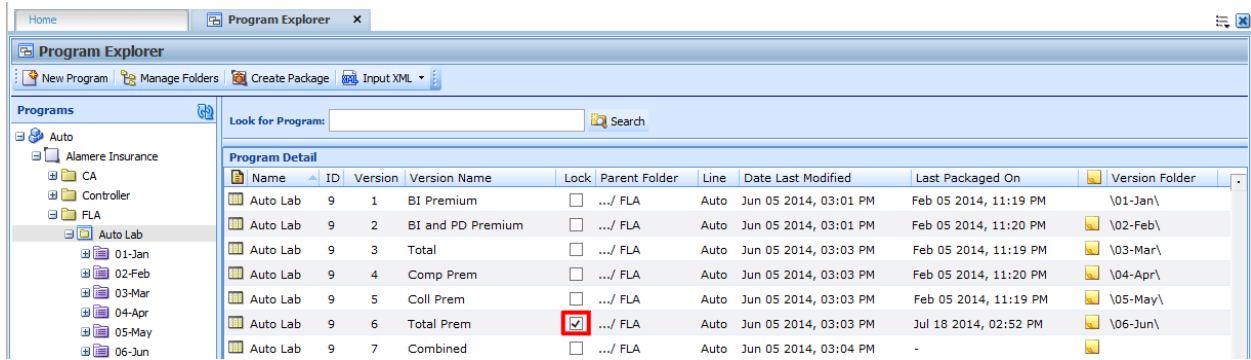 Home Program Explorer x
Program Explorer
New Program Manage Folders Create Package Input XML
Programs
Look for Program: Search
Auto
Alamere Insurance
CA
Controller
FLA
Auto Lab
01-Jan
02-Feb
03-Mar
04-Apr
05-May
06-Jun
Program Detail
Name ID Version Version Name Lock Parent Folder Line Date Last Modified Last Packaged On Version Folder
Auto Lab 9 1 BI Premium .../ FLA Auto Jun 05 2014, 03:01 PM Feb 05 2014, 11:19 PM \01-Jan\
Auto Lab 9 2 BI and PD Premium .../ FLA Auto Jun 05 2014, 03:01 PM Feb 05 2014, 11:20 PM \02-Feb\
Auto Lab 9 3 Total .../ FLA Auto Jun 05 2014, 03:03 PM Feb 05 2014, 11:19 PM \03-Mar\
Auto Lab 9 4 Comp Prem .../ FLA Auto Jun 05 2014, 03:03 PM Feb 05 2014, 11:20 PM \04-Apr\
Auto Lab 9 5 Coll Prem .../ FLA Auto Jun 05 2014, 03:03 PM Feb 05 2014, 11:19 PM \05-May\
Auto Lab 9 6 Total Prem .../ FLA Auto Jun 05 2014, 03:03 PM Jul 18 2014, 02:52 PM \06-Jun\
Auto Lab 9 7 Combined .../ FLA Auto Jun 05 2014, 03:04 PM -